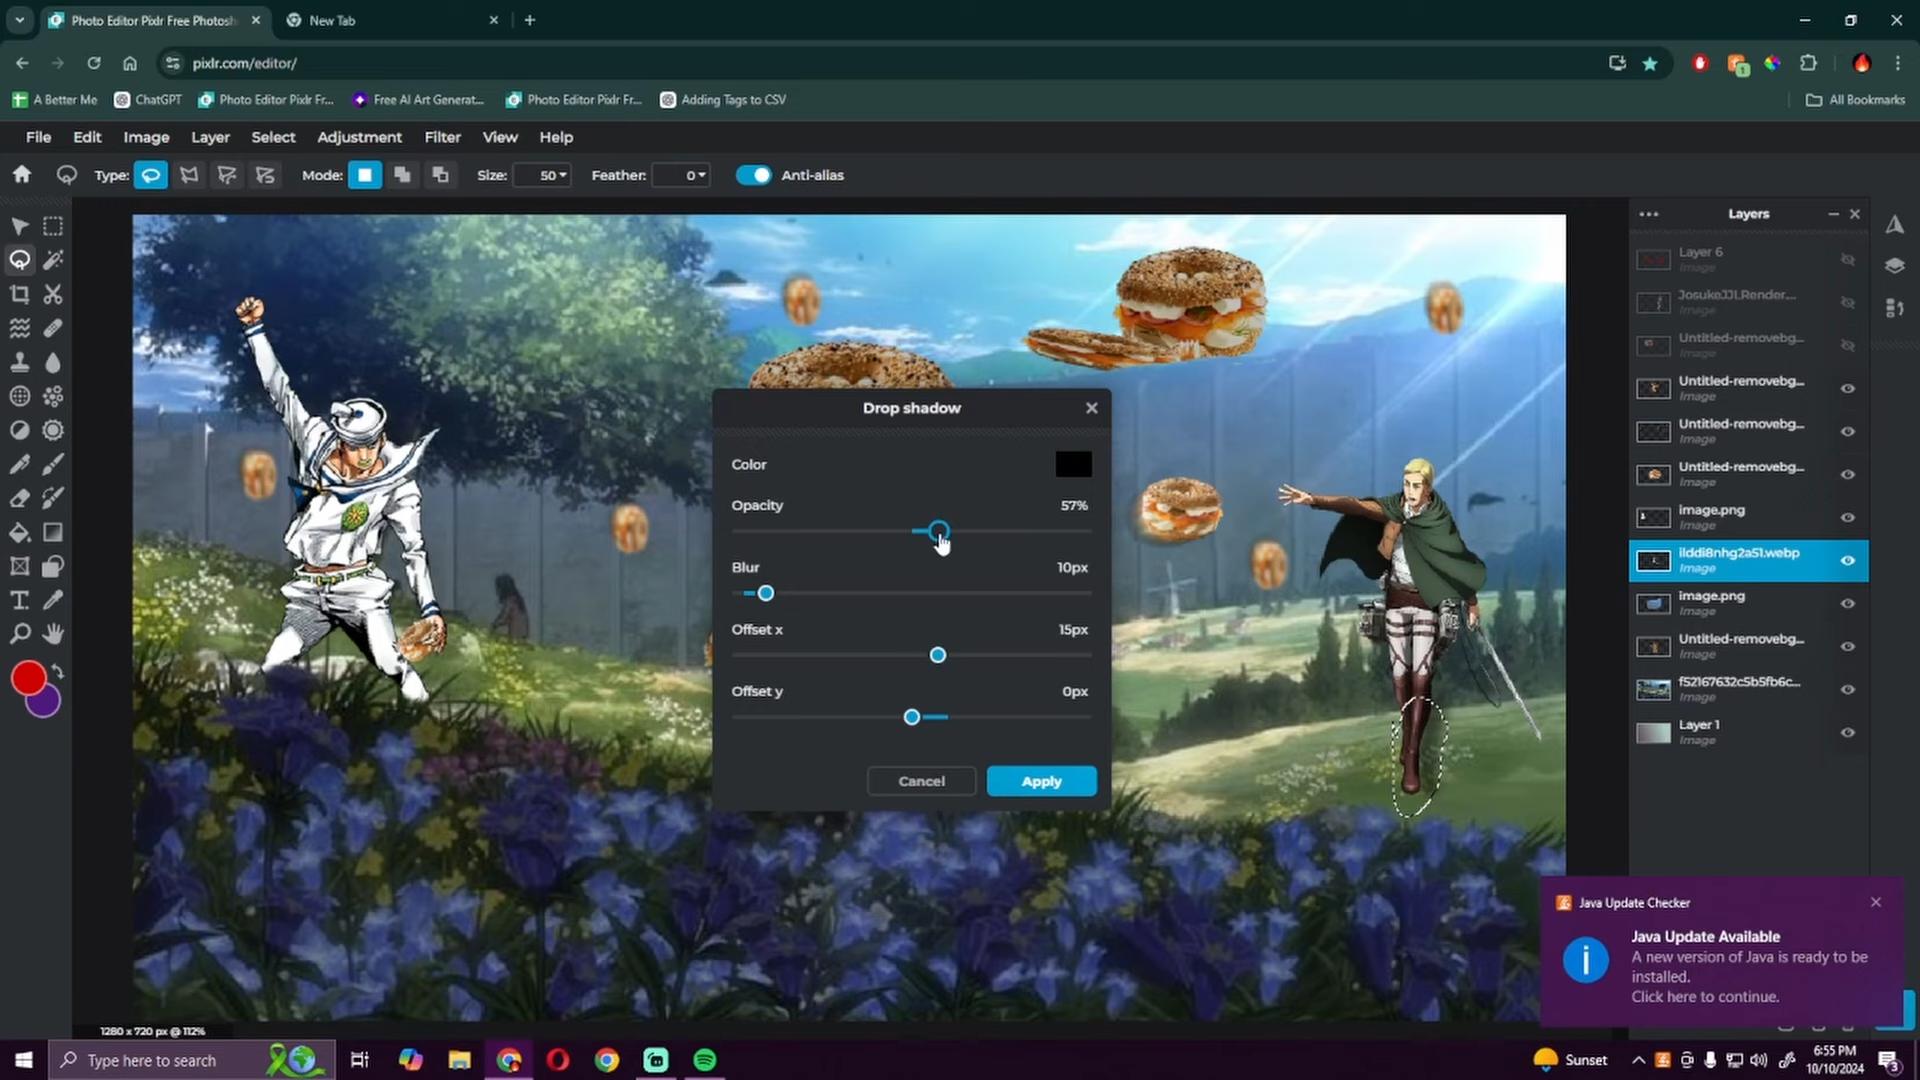 Photo Editor Pixlr Free Photosh
New Tab
pixlr.com/editor/
A Better Me
ChatGPT
Photo Editor Pixlr Fr...
Free AI Art Generat...
Photo Editor Pixlr Fr...
Adding Tags to CSV
All Bookmarks
File Edit Image Layer Select Adjustment Filter View Help
Type: Mode: Size: 50 Feather: 0 Anti-alias
Layers
Layer 6
Image
JosukeJJLRender....
Image
Untitled-removebg...
Image
Untitled-removebg...
Image
Untitled-removebg...
Image
Untitled-removebg...
Image
image.png
Image
ilddi8nhg2a51.webp
Image
image.png
Image
Untitled-removebg...
Image
f52167632c5b5fb6c...
Image
Layer 1
Image
Drop shadow
Color
Opacity 57%
Blur 10px
Offset x 15px
Offset y 0px
Cancel Apply
Java Update Checker
Java Update Available
A new version of Java is ready to be
installed.
Click here to continue.
1280 x 720 px @ 112%
Type here to search
Sunset
6:55 PM
10/10/2024
3
1